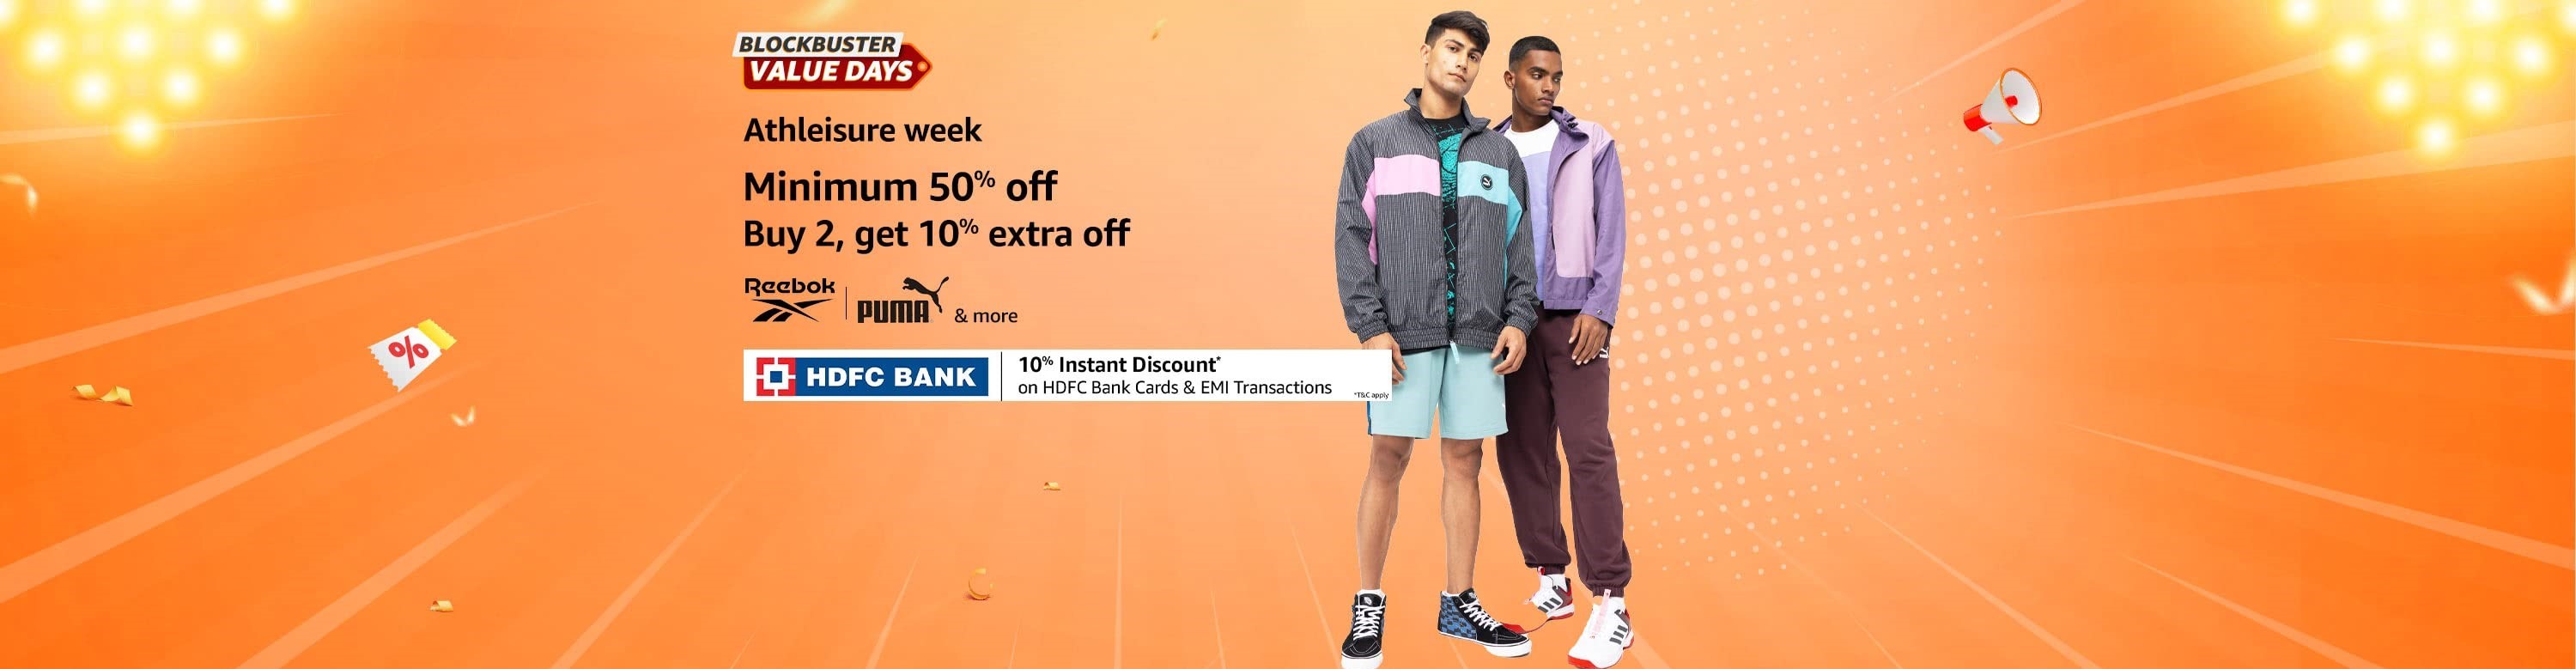 BLOCKBUSTER
VALUE DAYS
Athleisure week
Minimum 50% off
Buy 2, get 10% extra off
Reebok
PUMA
& more
HDFC BANK
10% Instant Discount*
on HDFC Bank Cards & EMI Transactions
*T&C apply
%